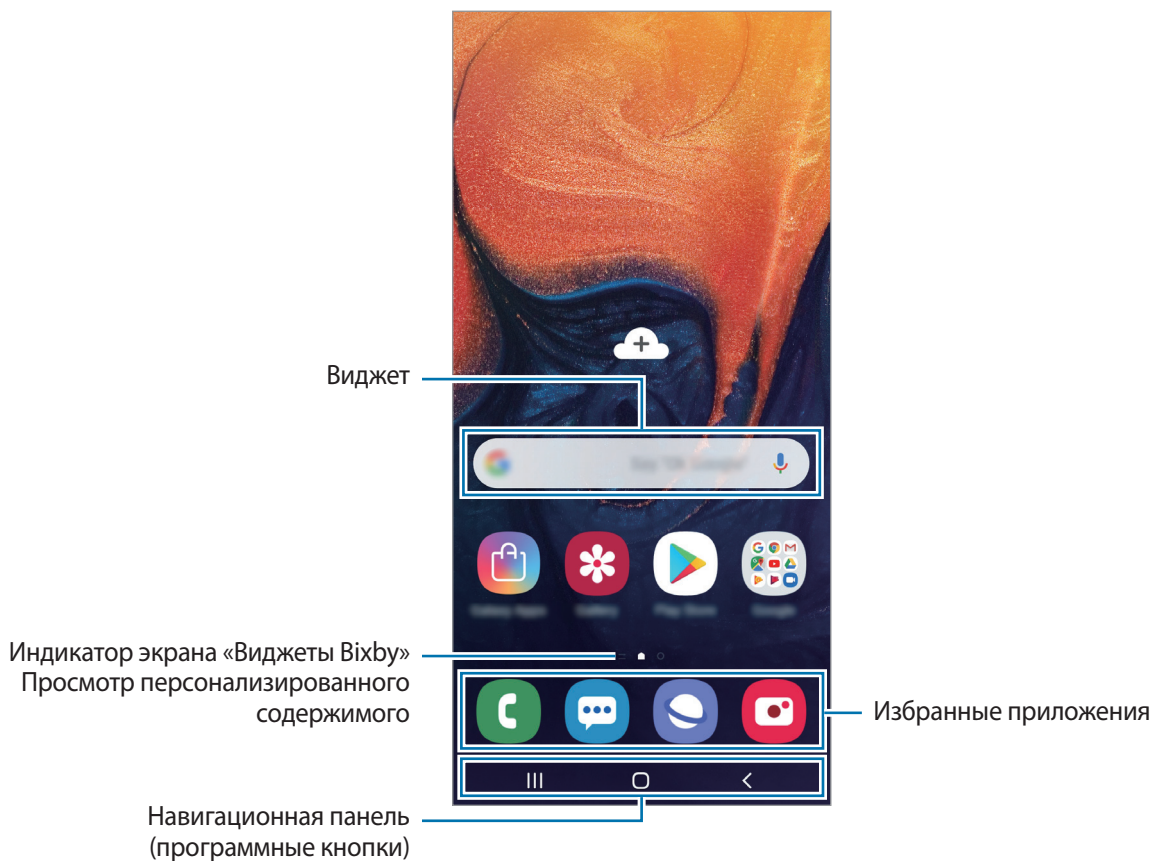 Виджет
Индикатор экрана «Виджеты Bixby»
Просмотр персонализированного
содержимого
Избранные приложения
Навигационная панель
(программные кнопки)